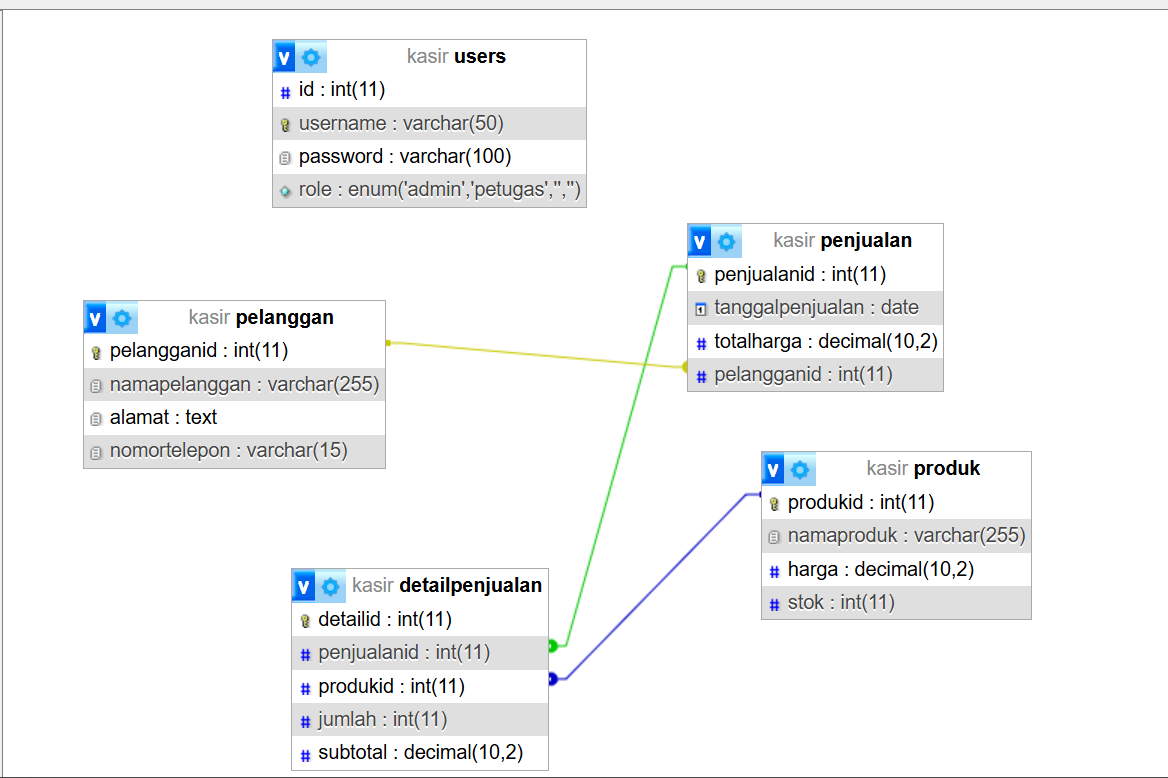 kasir users
id : int(11)
username : varchar(50)
password : varchar(100)
role : enum('admin','petugas','','')
kasir penjualan
penjualanid : int(11)
tanggalpenjualan : date
totalharga : decimal(10,2)
pelangganid : int(11)
kasir pelanggan
pelangganid : int(11)
namapelanggan : varchar(255)
alamat : text
nomortelepon : varchar(15)
kasir produk
produkid : int(11)
namaproduk : varchar(255)
harga : decimal(10,2)
stok : int(11)
kasir detailpenjualan
detailid : int(11)
penjualanid : int(11)
produkid : int(11)
jumlah : int(11)
subtotal : decimal(10,2)